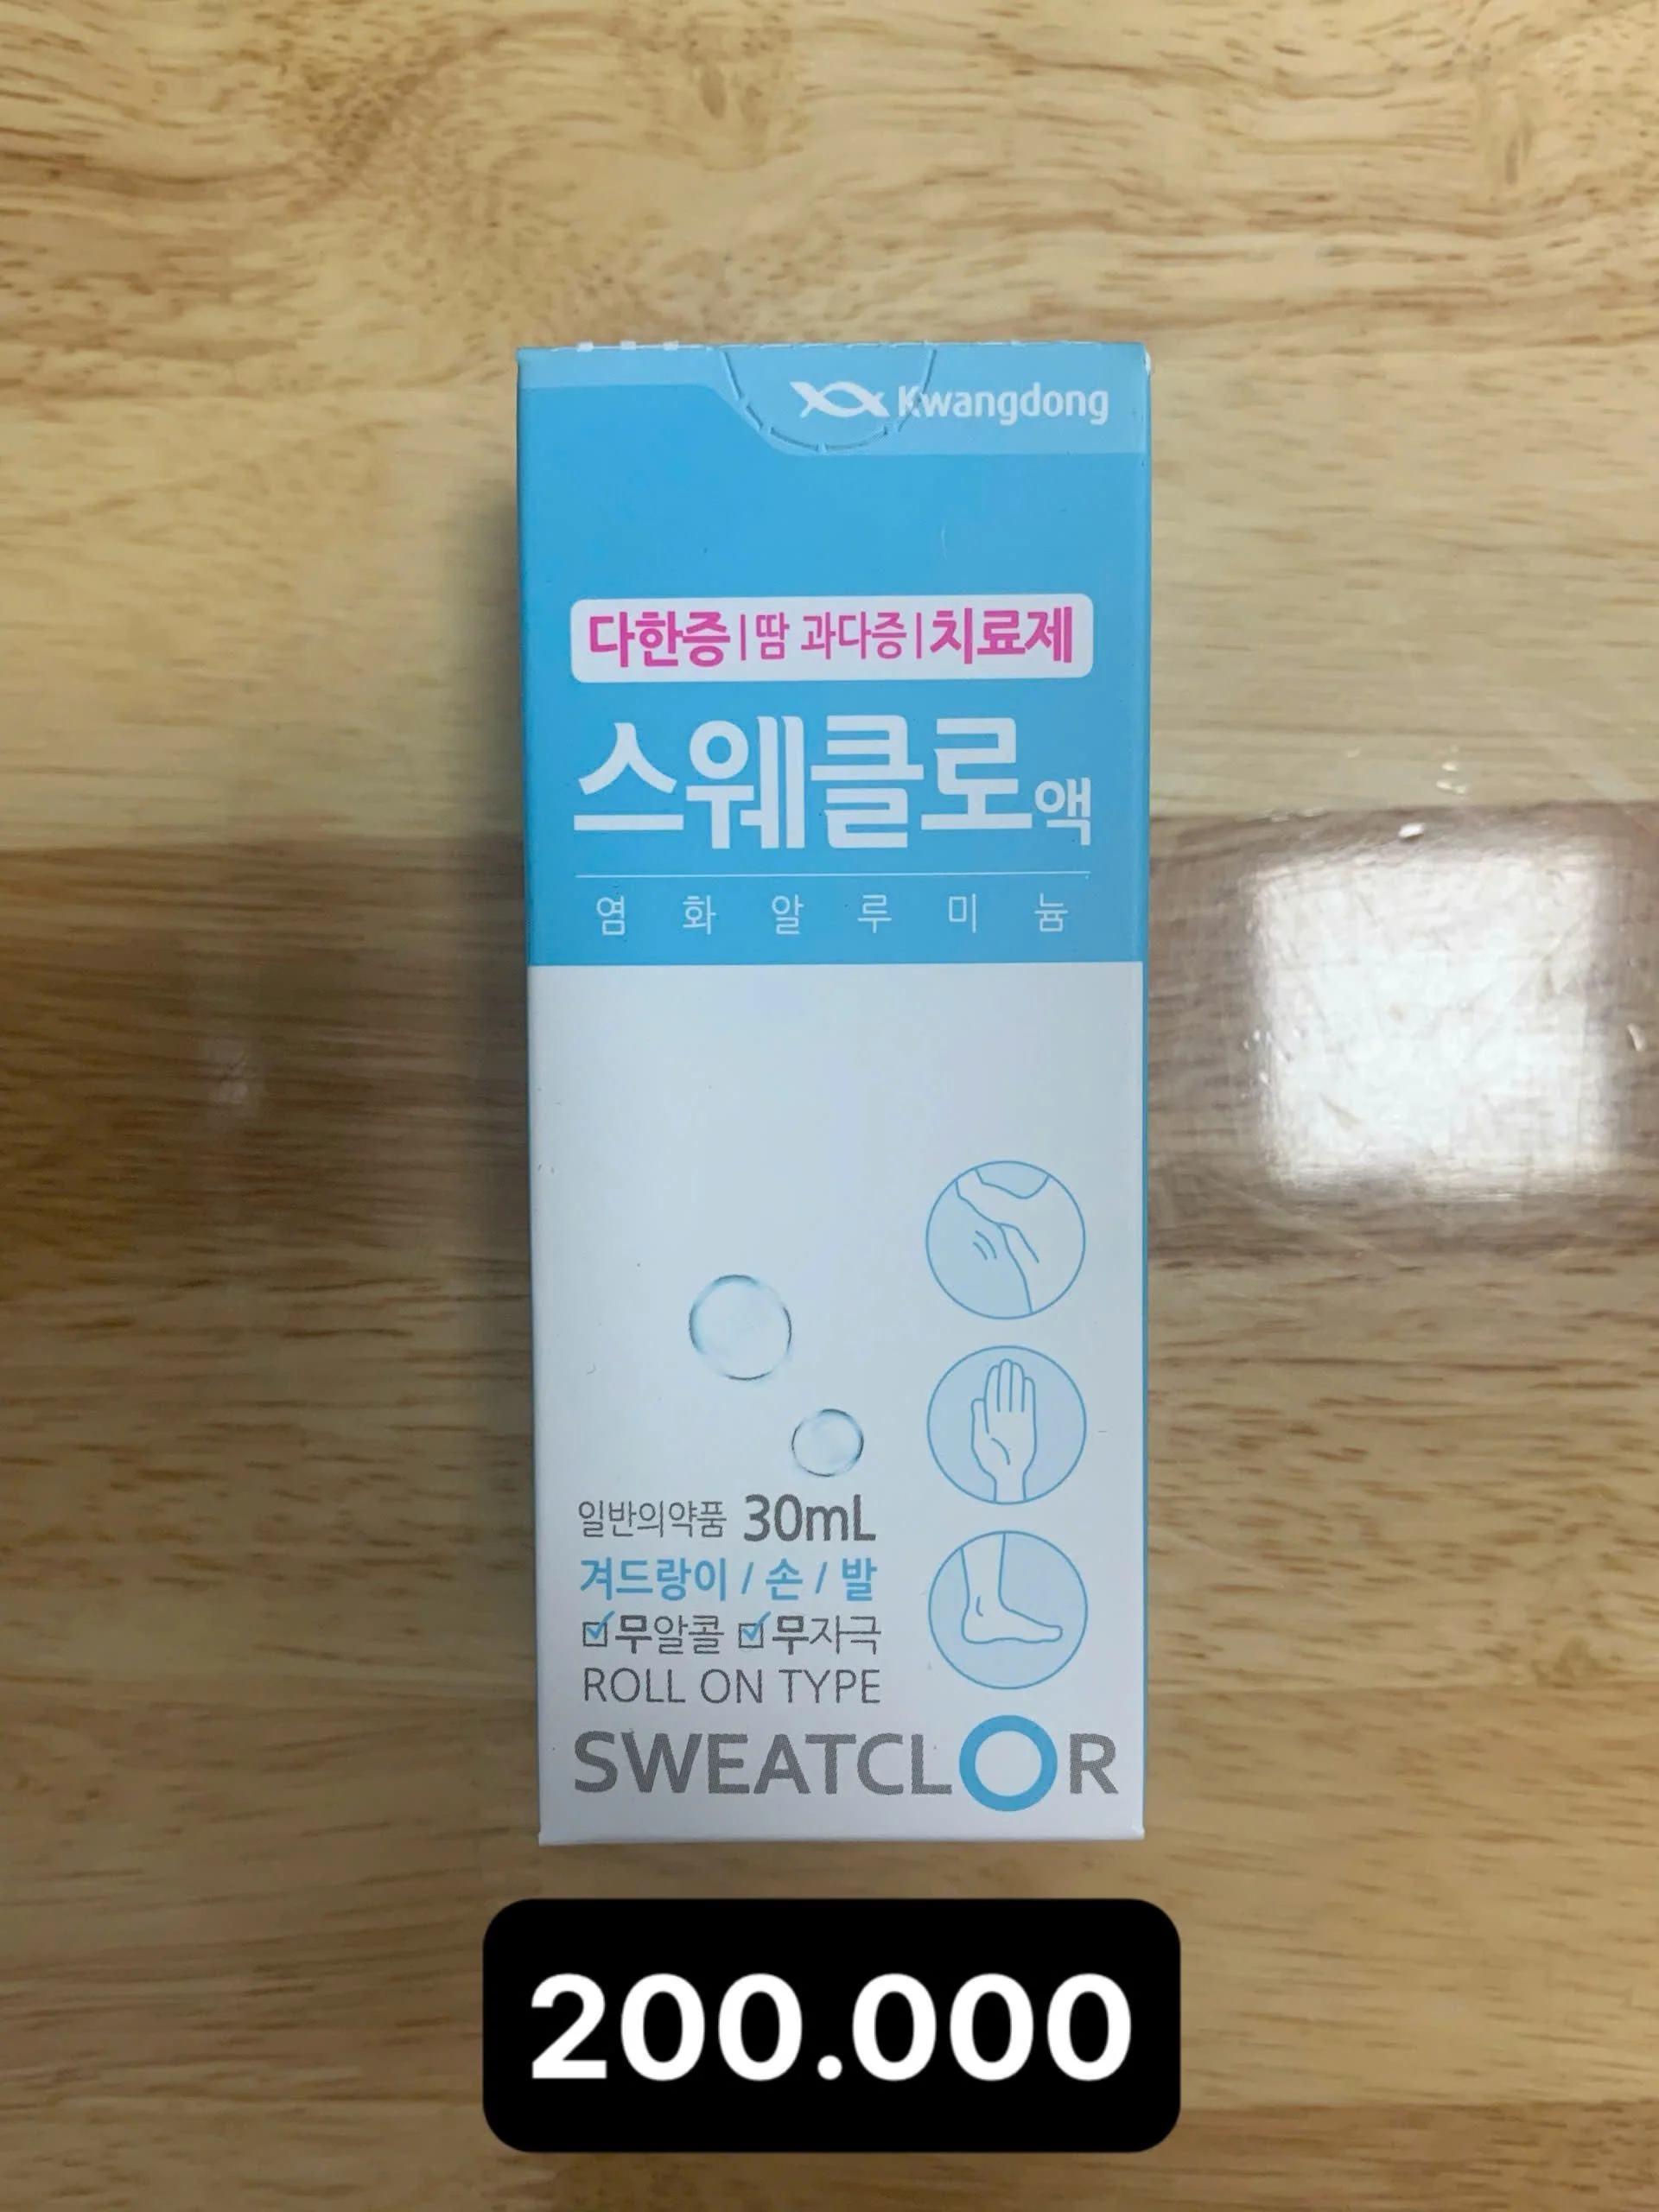 Kwangdong
다한증|땀 과다증|치료제
스웨클로액
염화알루미늄
일반의약품 30mL
겨드랑이 / 손 / 발
무알콜 무자극
ROLL ON TYPE
SWEATCLOR
200.000